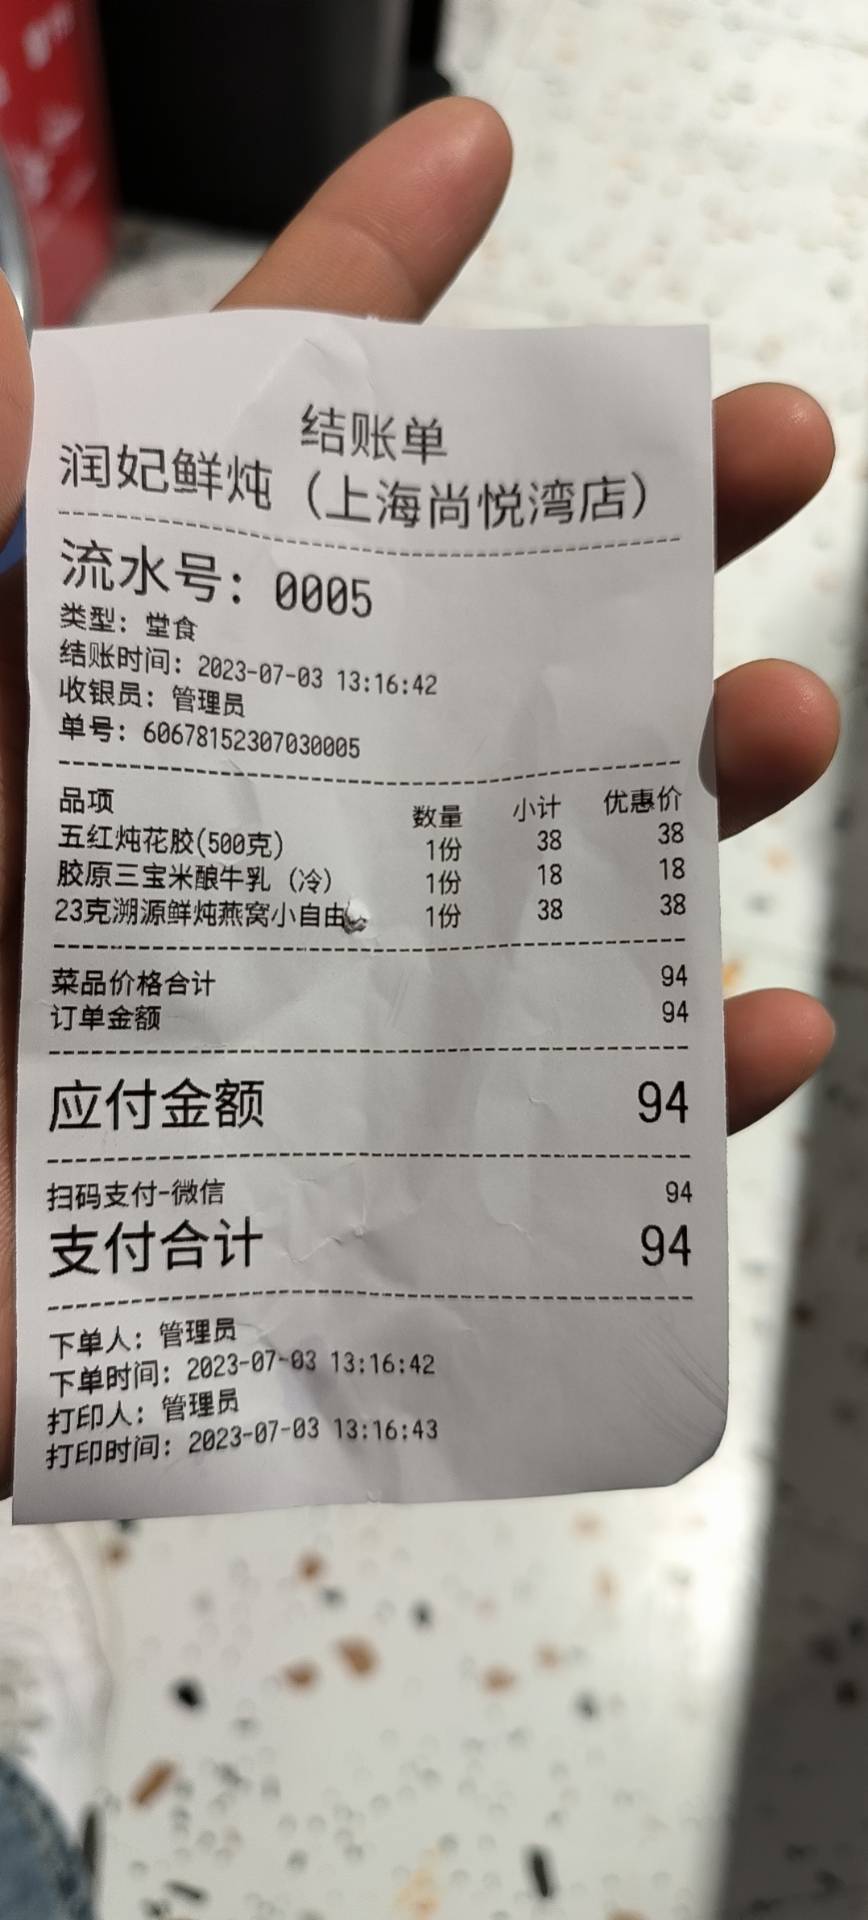 结账单
润妃鲜炖（上海尚悦湾店）
流水号：0005
类型：堂食
结账时间：2023-07-03 13:16:42
收银员：管理员
单号：60678152307030005
品项 数量 小计 优惠价
五红炖花胶(500克) 1份 38 38
胶原三宝米酿牛乳（冷） 1份 18 18
23克溯源鲜炖燕窝小自由 1份 38 38
菜品价格合计 94
订单金额 94
应付金额 94
扫码支付-微信 94
支付合计 94
下单人：管理员
下单时间：2023-07-03 13:16:42
打印人：管理员
打印时间：2023-07-03 13:16:43